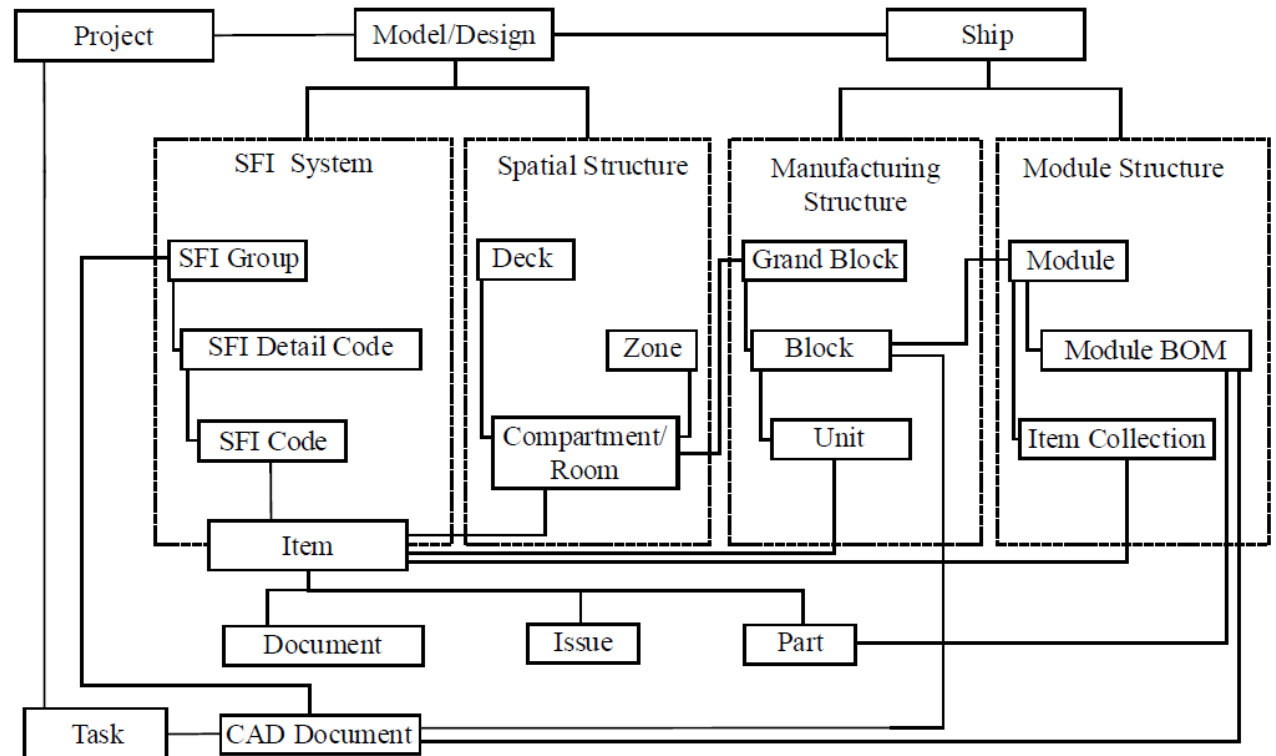 Project
Model/Design
Ship
SFI System
Spatial Structure
Manufacturing
Structure
Module Structure
SFI Group
Deck
Grand Block
Module
SFI Detail Code
Zone
Block
Module BOM
SFI Code
Compartment/
Room
Unit
Item Collection
Item
Document
Issue
Part
Task
CAD Document